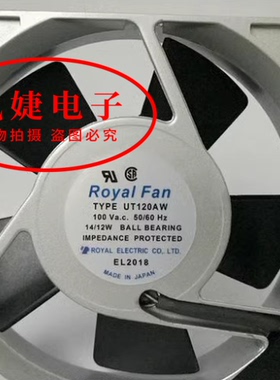 婕电子
物拍摄 盗图必究
Royal Fan
TYPE UT120AW
100 Va.c. 50/60 Hz
14/12W BALL BEARING
IMPEDANCE PROTECTED
ROYAL ELECTRIC CO., LTD.
EL2018
MADE IN JAPAN